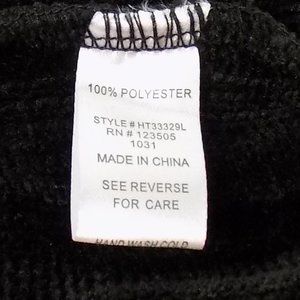 100% POLYESTER
STYLE # HT33329L
RN # 123505
1031
MADE IN CHINA
SEE REVERSE
FOR CARE
HAND WASH COLD